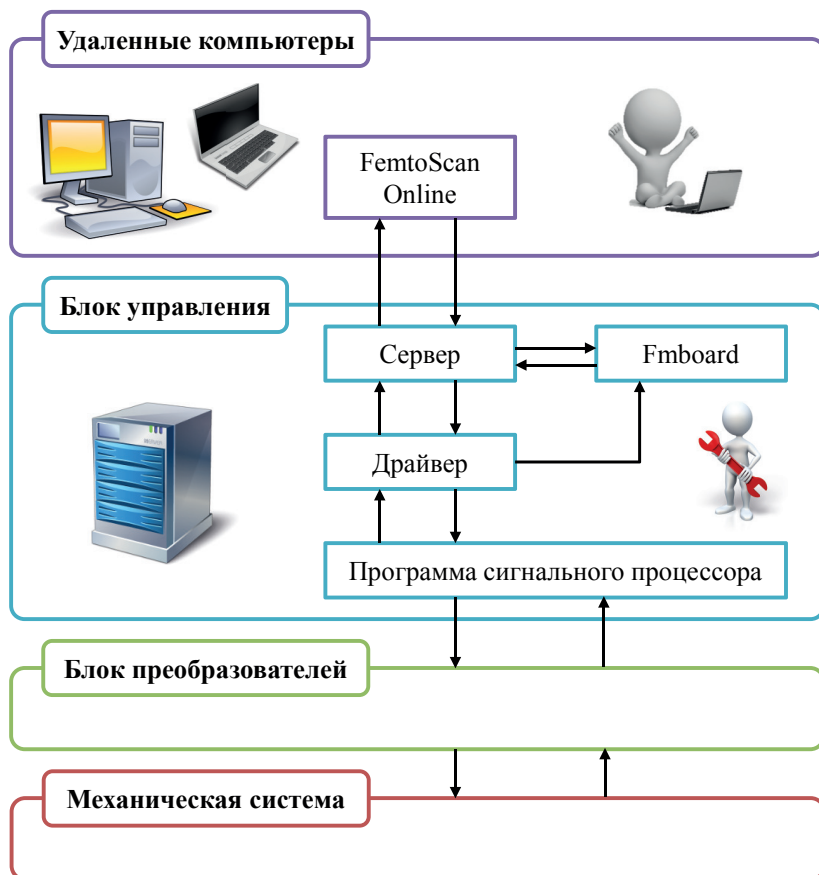 Удаленные компьютеры
FemtoScan
Online
Блок управления
Сервер
Fmboard
Драйвер
Программа сигнального процессора
Блок преобразователей
Механическая система